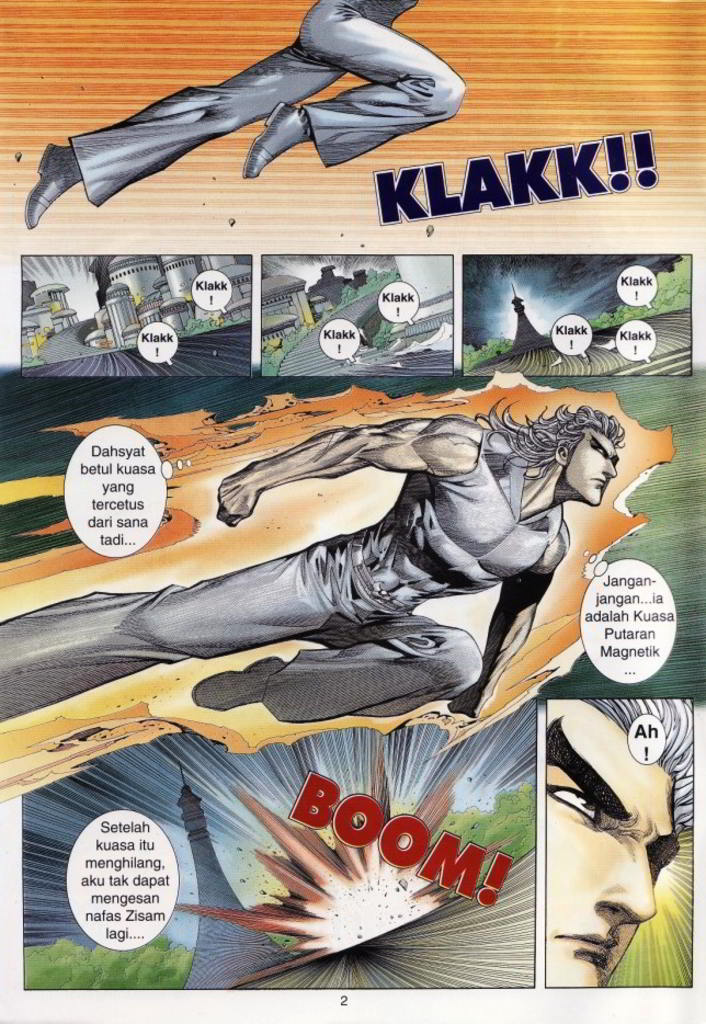 KLAKK!!
Klakk
!
Klakk
!
Klakk
!
Klakk
!
Klakk
!
Klakk
!
Klakk
!
Dahsyat
betul kuasa
yang
tercetus
dari sana
tadi...
Jangan-
jangan...ia
adalah Kuasa
Putaran
Magnetik
...
Ah
!
BOOM!
Setelah
kuasa itu
menghilang,
aku tak dapat
mengesan
nafas Zisam
lagi....
2